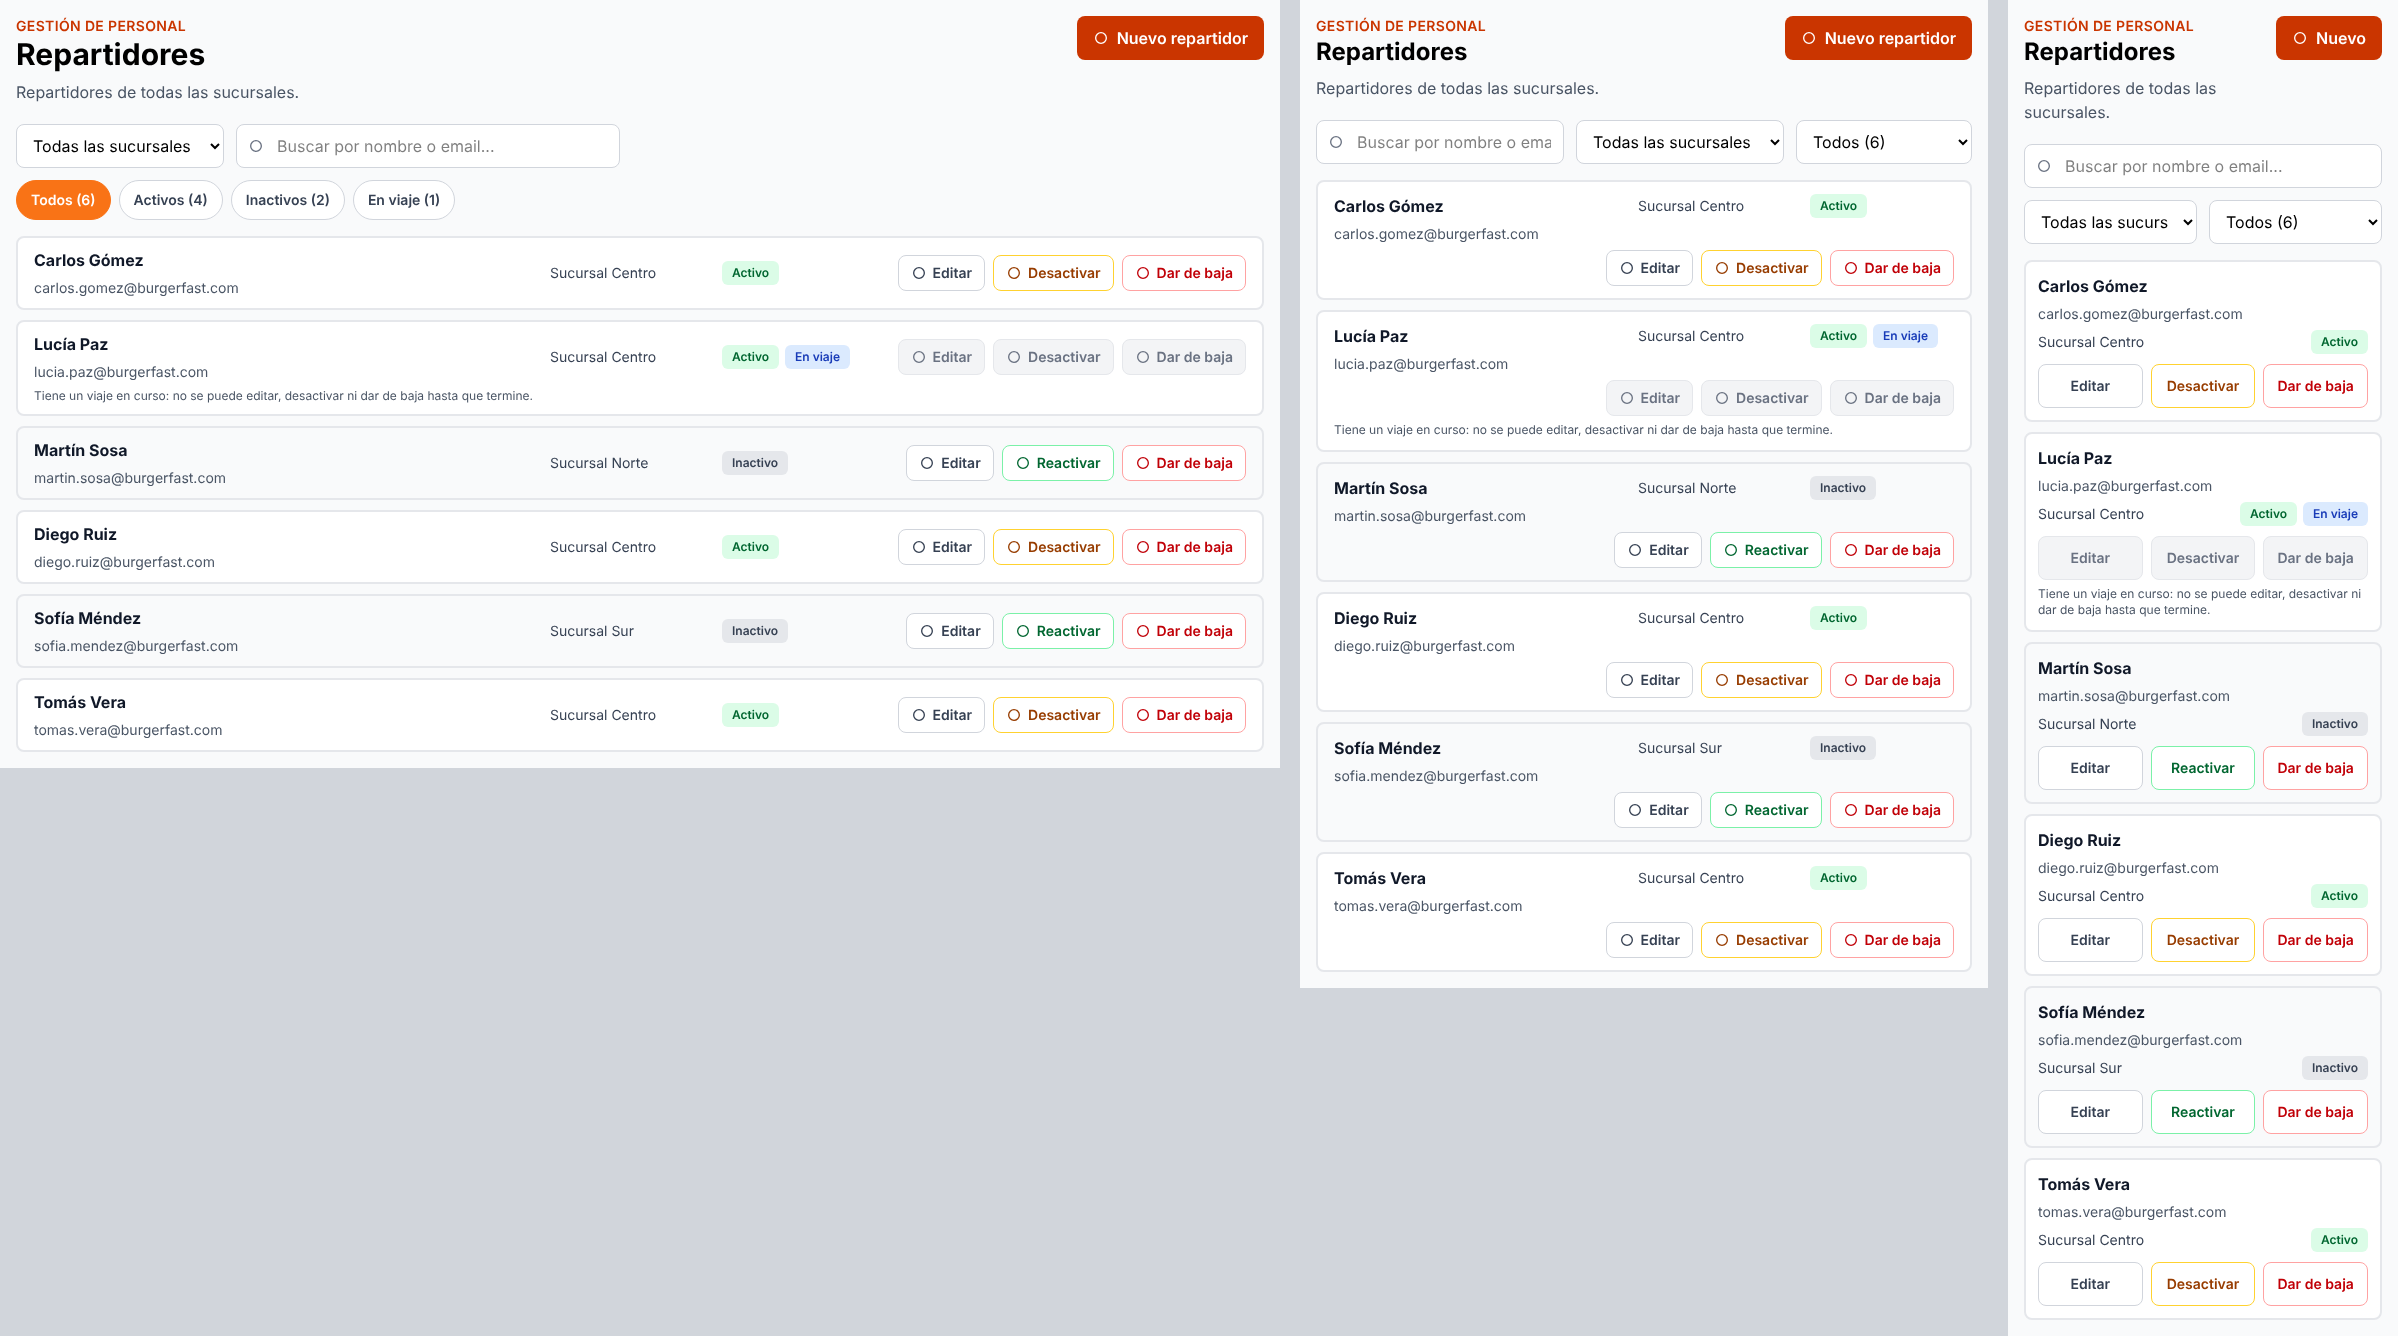 GESTIÓN DE PERSONAL
Repartidores
Nuevo repartidor
Repartidores de todas las sucursales.
Todas las sucursales
Buscar por nombre o email...
Todos (6) Activos (4) Inactivos (2) En viaje (1)
Carlos Gómez
carlos.gomez@burgerfast.com
Sucursal Centro Activo Editar Desactivar Dar de baja
Lucía Paz
lucia.paz@burgerfast.com
Sucursal Centro Activo En viaje Editar Desactivar Dar de baja
Tiene un viaje en curso: no se puede editar, desactivar ni dar de baja hasta que termine.
Martín Sosa
martin.sosa@burgerfast.com
Sucursal Norte Inactivo Editar Reactivar Dar de baja
Diego Ruiz
diego.ruiz@burgerfast.com
Sucursal Centro Activo Editar Desactivar Dar de baja
Sofía Méndez
sofia.mendez@burgerfast.com
Sucursal Sur Inactivo Editar Reactivar Dar de baja
Tomás Vera
tomas.vera@burgerfast.com
Sucursal Centro Activo Editar Desactivar Dar de baja
GESTIÓN DE PERSONAL
Repartidores
Nuevo repartidor
Repartidores de todas las sucursales.
Buscar por nombre o ema
Todas las sucursales
Todos (6)
Carlos Gómez Sucursal Centro Activo
carlos.gomez@burgerfast.com
Editar Desactivar Dar de baja
Lucía Paz Sucursal Centro Activo En viaje
lucia.paz@burgerfast.com
Editar Desactivar Dar de baja
Tiene un viaje en curso: no se puede editar, desactivar ni dar de baja hasta que termine.
Martín Sosa Sucursal Norte Inactivo
martin.sosa@burgerfast.com
Editar Reactivar Dar de baja
Diego Ruiz Sucursal Centro Activo
diego.ruiz@burgerfast.com
Editar Desactivar Dar de baja
Sofía Méndez Sucursal Sur Inactivo
sofia.mendez@burgerfast.com
Editar Reactivar Dar de baja
Tomás Vera Sucursal Centro Activo
tomas.vera@burgerfast.com
Editar Desactivar Dar de baja
GESTIÓN DE PERSONAL
Repartidores
Nuevo
Repartidores de todas las
sucursales.
Buscar por nombre o email...
Todas las sucurs
Todos (6)
Carlos Gómez
carlos.gomez@burgerfast.com
Sucursal Centro Activo
Editar Desactivar Dar de baja
Lucía Paz
lucia.paz@burgerfast.com
Sucursal Centro Activo En viaje
Editar Desactivar Dar de baja
Tiene un viaje en curso: no se puede editar, desactivar ni
dar de baja hasta que termine.
Martín Sosa
martin.sosa@burgerfast.com
Sucursal Norte Inactivo
Editar Reactivar Dar de baja
Diego Ruiz
diego.ruiz@burgerfast.com
Sucursal Centro Activo
Editar Desactivar Dar de baja
Sofía Méndez
sofia.mendez@burgerfast.com
Sucursal Sur Inactivo
Editar Reactivar Dar de baja
Tomás Vera
tomas.vera@burgerfast.com
Sucursal Centro Activo
Editar Desactivar Dar de baja